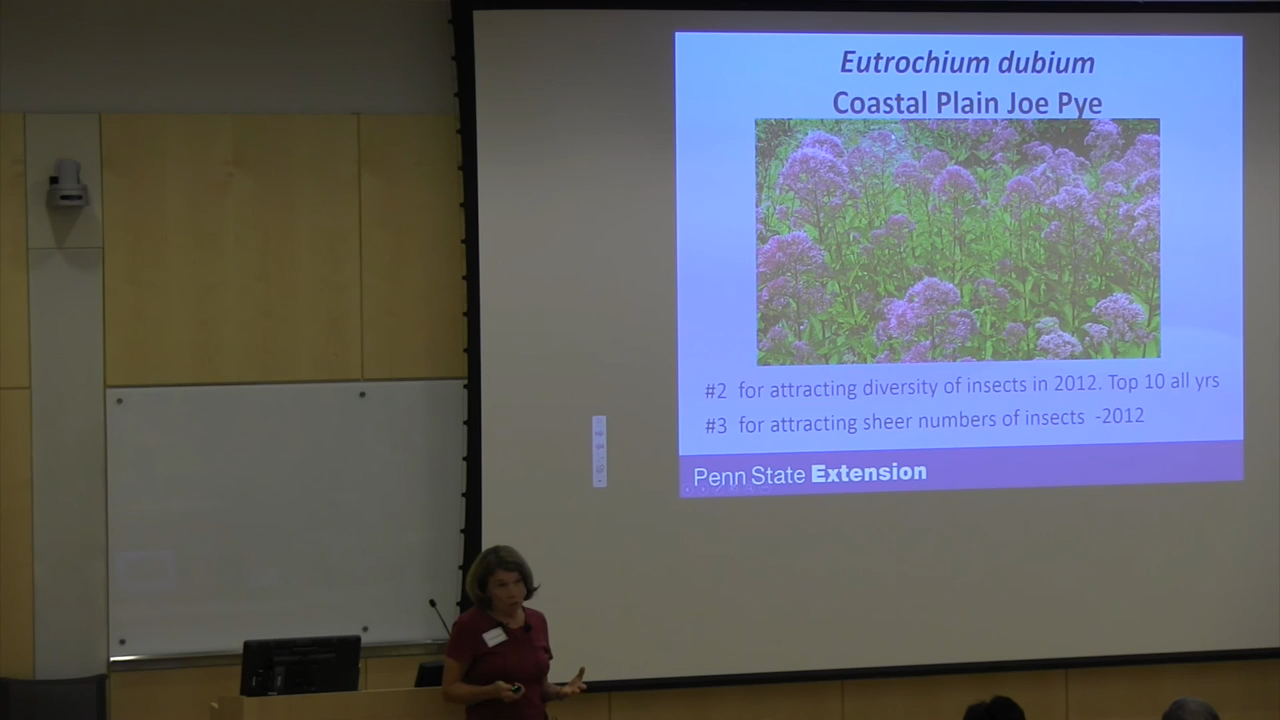 Eutrochium dubium
Coastal Plain Joe Pye
#2 for attracting diversity of insects in 2012. Top 10 all yrs
#3 for attracting sheer numbers of insects -2012
Penn State Extension